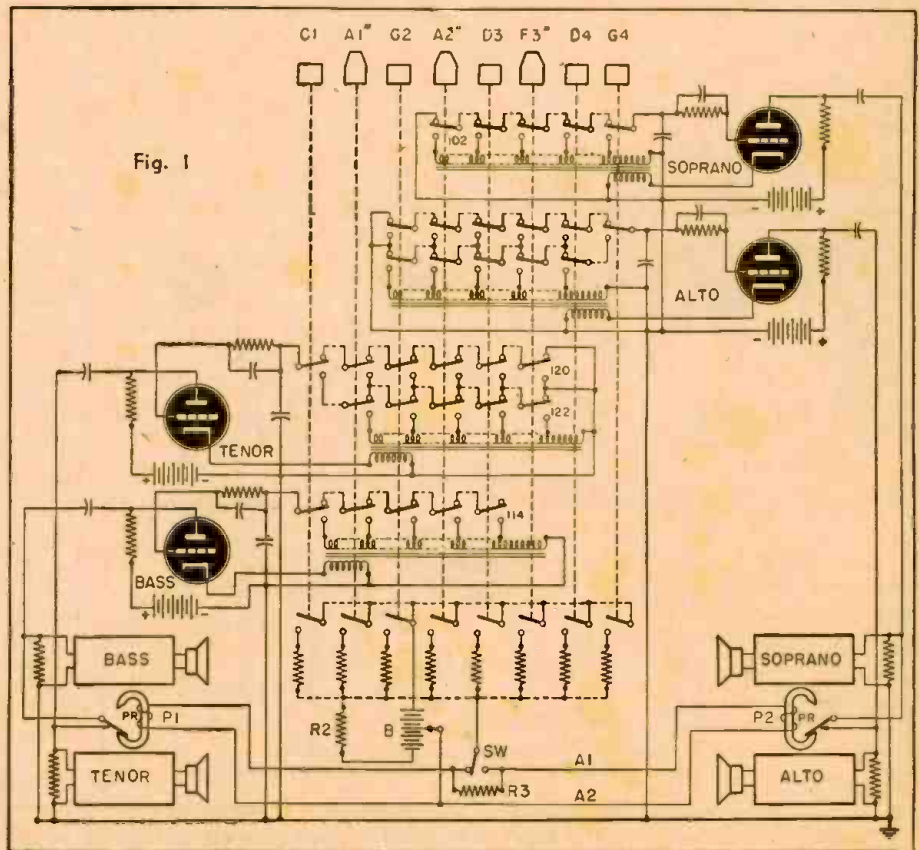 C1 A1# G2 A2# D3 F3# D4 G4
Fig. 1
102
SOPRANO
- +
ALTO
- +
120
122
TENOR
+ -
114
BASS
+ -
BASS
SOPRANO
PR P1
P2 PR
R2
B
SW
A1
TENOR
R3
A2
ALTO